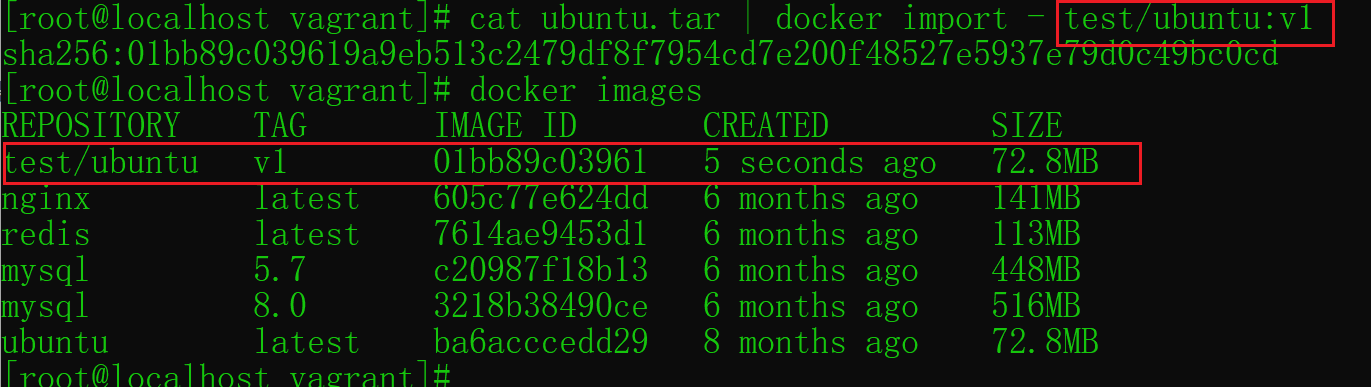 [root@localhost vagrant]# cat ubuntu.tar | docker import - test/ubuntu:v1
sha256:01bb89c039619a9eb513c2479df8f7954cd7e200f48527e5937e79d0c49bc0cd
[root@localhost vagrant]# docker images
REPOSITORY TAG IMAGE ID CREATED SIZE
test/ubuntu v1 01bb89c03961 5 seconds ago 72.8MB
nginx latest 605c77e624dd 6 months ago 141MB
redis latest 7614ae9453d1 6 months ago 113MB
mysql 5.7 c20987f18b13 6 months ago 448MB
mysql 8.0 3218b38490ce 6 months ago 516MB
ubuntu latest ba6acccedd29 8 months ago 72.8MB
[root@localhost vagrant]#